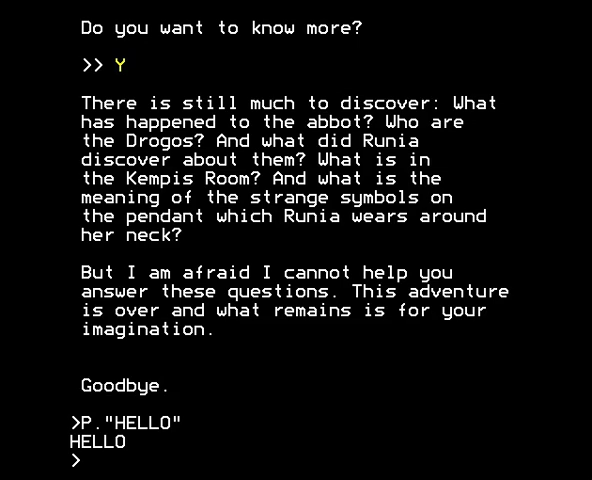 Do you want to know more?
>> Y
There is still much to discover: What
has happened to the abbot? Who are
the Drogos? And what did Runia
discover about them? What is in
the Kempis Room? And what is the
meaning of the strange symbols on
the pendant which Runia wears around
her neck?
But I am afraid I cannot help you
answer these questions. This adventure
is over and what remains is for your
imagination.
Goodbye.
>P."HELLO"
HELLO
>